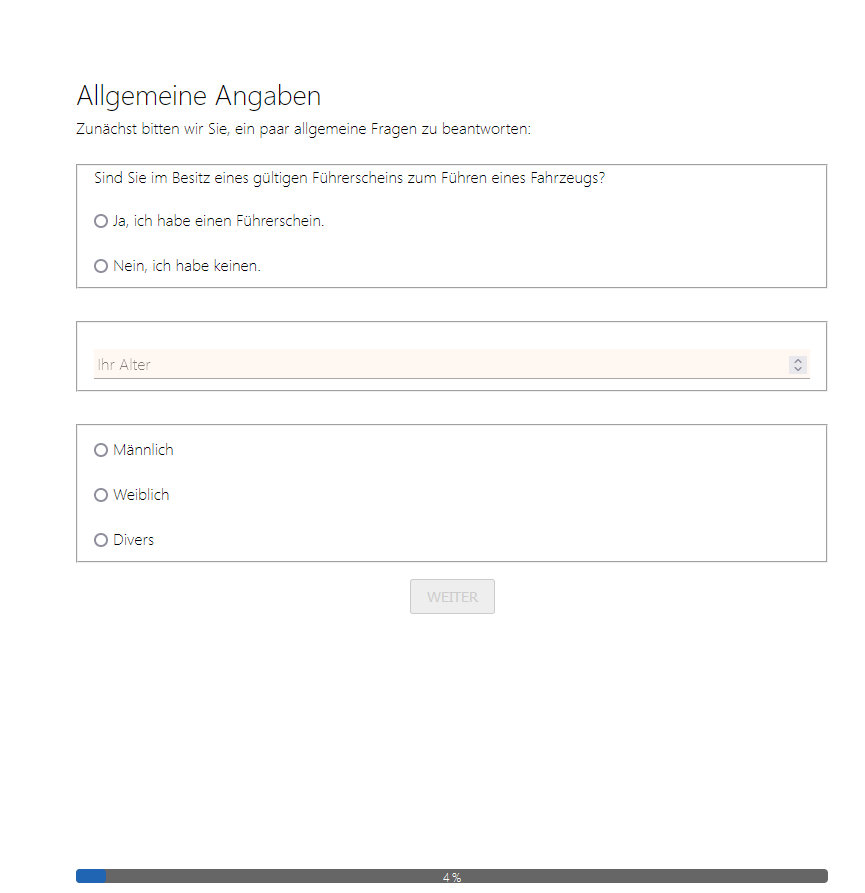 Allgemeine Angaben
Zunächst bitten wir Sie, ein paar allgemeine Fragen zu beantworten:
Sind Sie im Besitz eines gültigen Führerscheins zum Führen eines Fahrzeugs?
Ja, ich habe einen Führerschein.
Nein, ich habe keinen.
Ihr Alter
Männlich
Weiblich
Divers
WEITER
4 %